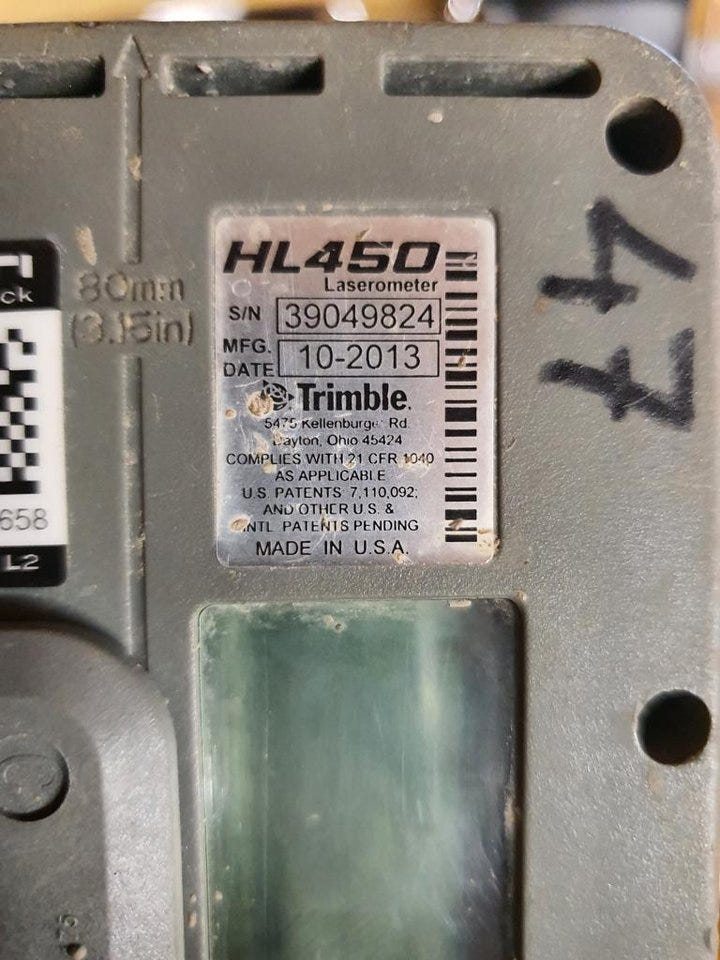 HL450
Laserometer
S/N 39049824
MFG. DATE 10-2013
Trimble
5475 Kellenburger Rd.
Dayton, Ohio 45424
COMPLIES WITH 21 CFR 1040
AS APPLICABLE
U.S. PATENTS 7,110,092;
AND OTHER U.S. &
INTL. PATENTS PENDING
MADE IN U.S.A.
80mm
(3.15in)
47
ck
658
L2
C